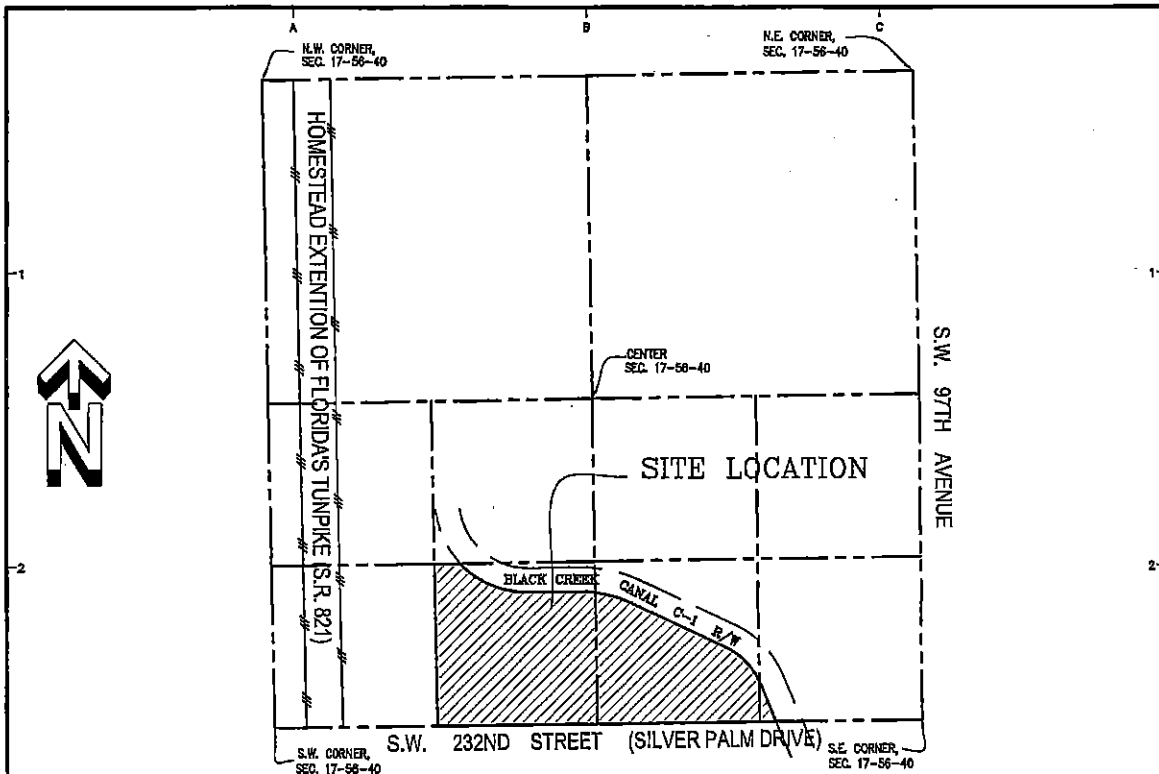 A B C
N.W. CORNER,
SEC. 17-56-40
N.E. CORNER,
SEC. 17-56-40
HOMESTEAD EXTENTION OF FLORIDA'S TUNPIKE (S.R. 821)
1 1
CENTER
SEC. 17-56-40
S.W. 97TH AVENUE
N
SITE LOCATION
2 2
BLACK CREEK CANAL C-1 R/W
S.W. 232ND STREET (SILVER PALM DRIVE)
S.W. CORNER,
SEC. 17-56-40
S.E. CORNER,
SEC. 17-56-40